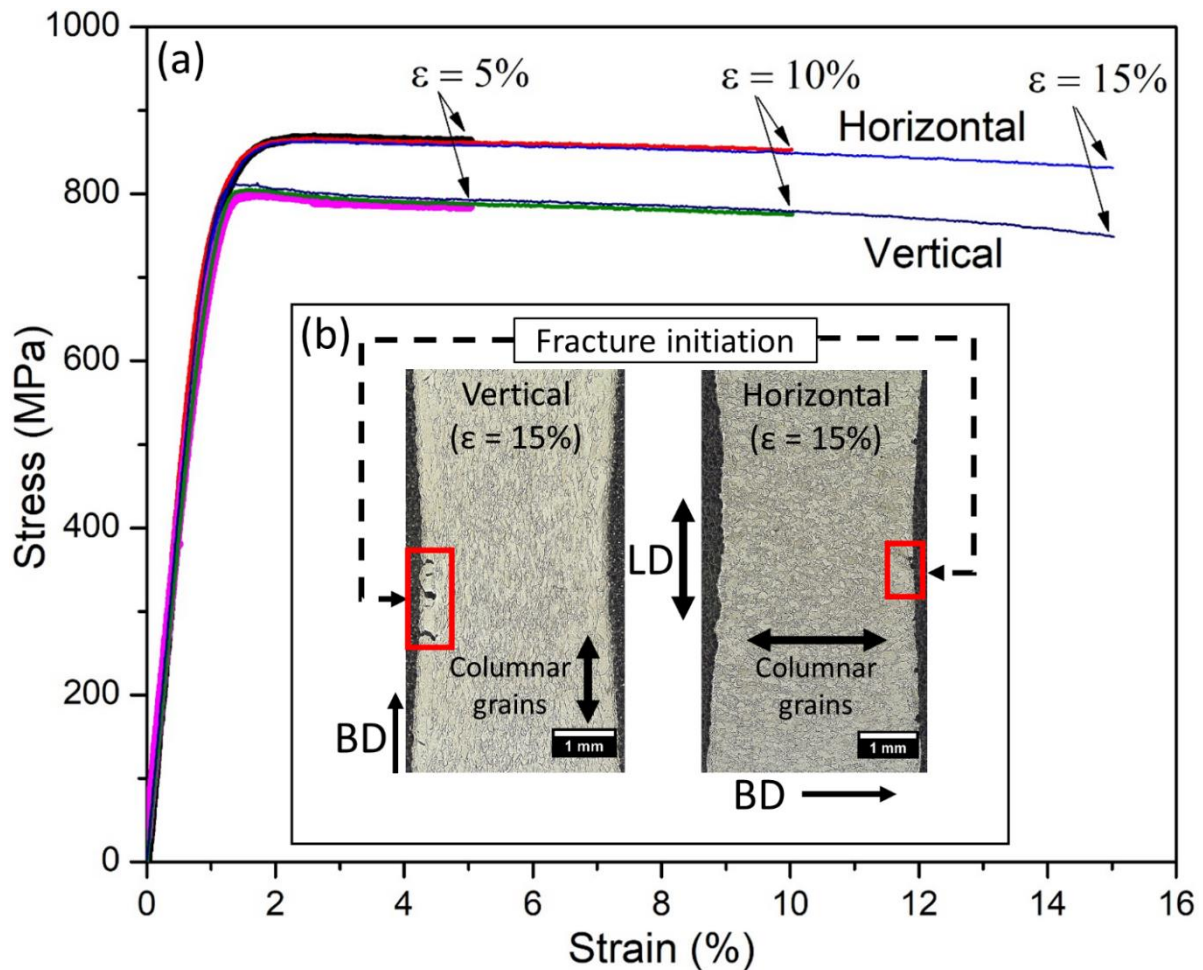 (a)
ε = 5%
ε = 10%
ε = 15%
Horizontal
Vertical
(b)
Fracture initiation
Vertical
(ε = 15%)
Horizontal
(ε = 15%)
LD
Columnar
grains
Columnar
grains
BD
1 mm
1 mm
BD
Stress (MPa)
1000
800
600
400
200
0
0
2
4
6
8
10
12
14
16
Strain (%)